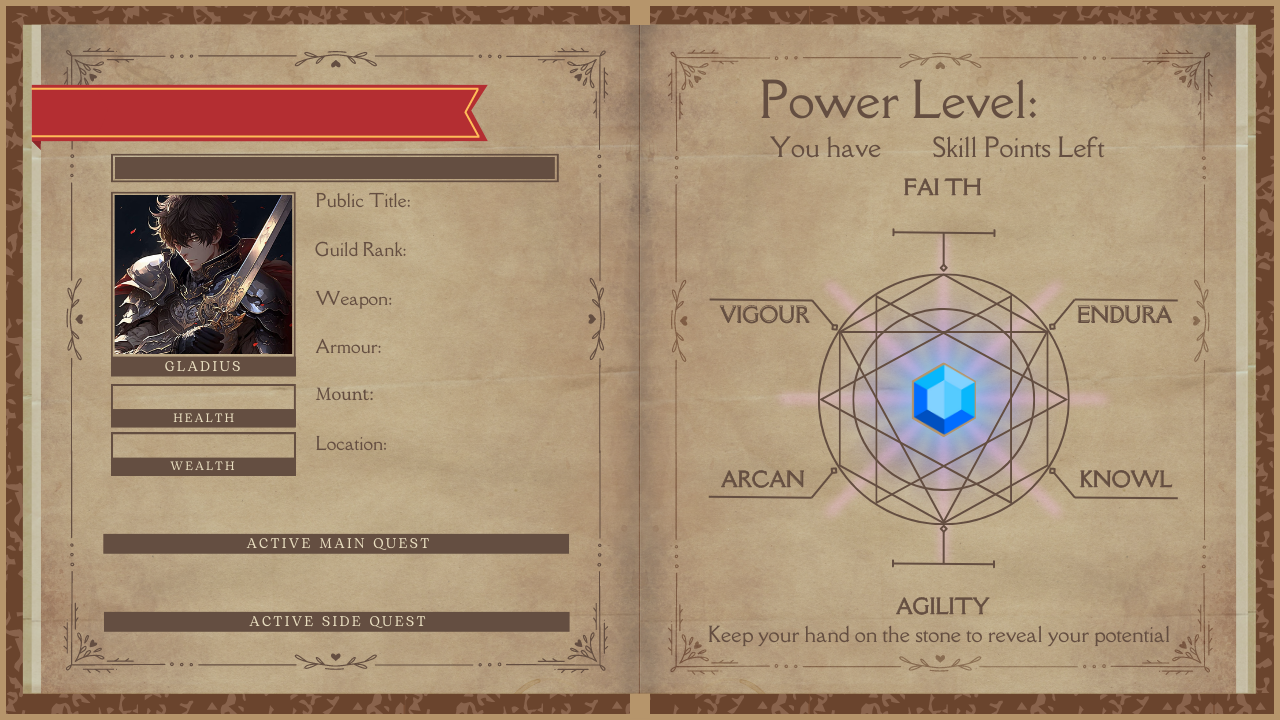 Public Title:
Guild Rank:
Weapon:
Armour:
Mount:
Location:
GLADIUS
HEALTH
WEALTH
ACTIVE MAIN QUEST
ACTIVE SIDE QUEST
Power Level:
You have Skill Points Left
FAI TH
VIGOUR
ENDURA
ARCAN
KNOWL
AGILITY
Keep your hand on the stone to reveal your potential